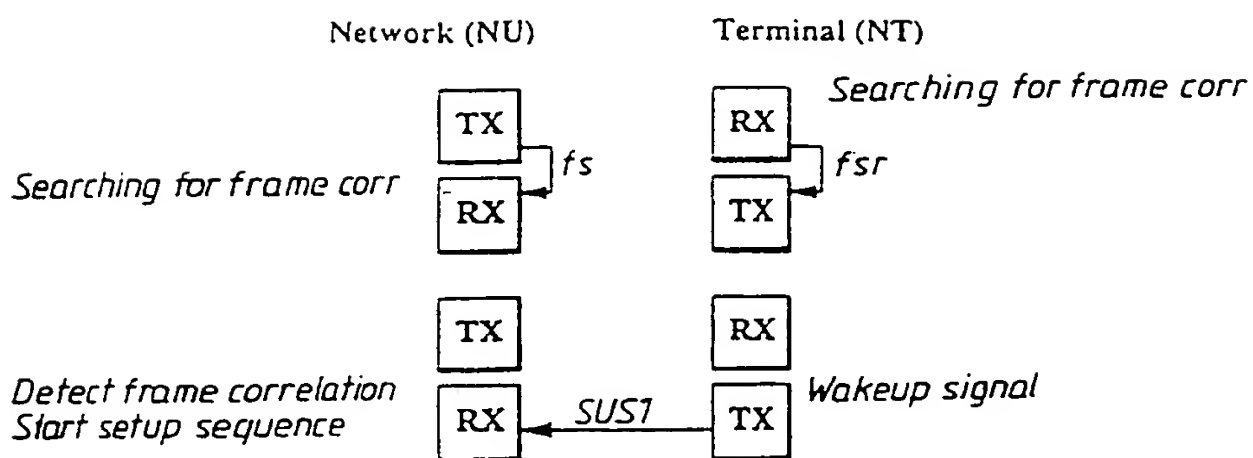 Network (NU) Terminal (NT)
Searching for frame corr
TX RX
fs fsr
Searching for frame corr
RX TX
TX RX
Detect frame correlation
Start setup sequence
Wakeup signal
RX SUS1 TX